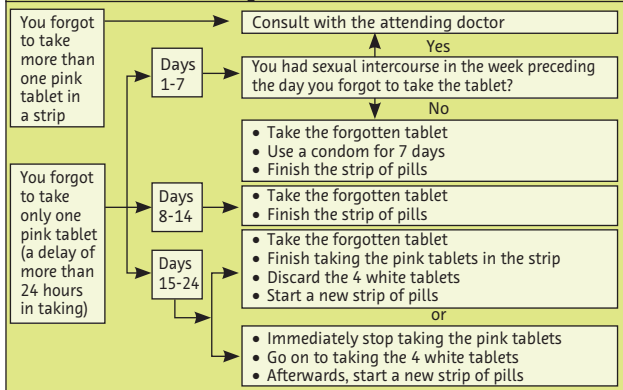 You forgot
to take
more than
one pink
tablet in
a strip
Consult with the attending doctor
Yes
Days
1-7
You had sexual intercourse in the week preceding
the day you forgot to take the tablet?
No
• Take the forgotten tablet
• Use a condom for 7 days
• Finish the strip of pills
You forgot
to take
only one
pink tablet
(a delay of
more than
24 hours
in taking)
Days
8-14
• Take the forgotten tablet
• Finish the strip of pills
Days
15-24
• Take the forgotten tablet
• Finish taking the pink tablets in the strip
• Discard the 4 white tablets
• Start a new strip of pills
or
• Immediately stop taking the pink tablets
• Go on to taking the 4 white tablets
• Afterwards, start a new strip of pills